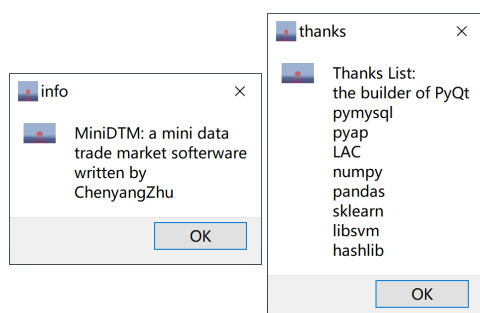 info
MiniDTM: a mini data
trade market softerware
written by
ChenyangZhu
OK
thanks
Thanks List:
the builder of PyQt
pymysql
pyap
LAC
numpy
pandas
sklearn
libsvm
hashlib
OK